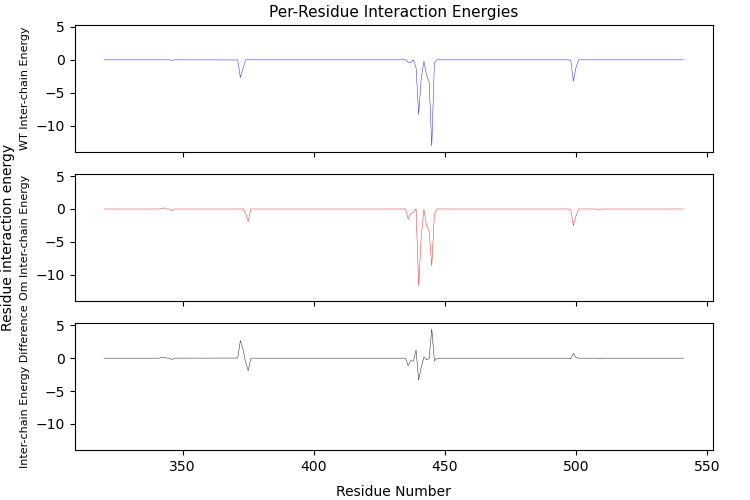 Per-Residue Interaction Energies
Residue interaction energy
WT Inter-chain Energy
5
0
−5
−10
Om Inter-chain Energy
5
0
−5
−10
Inter-chain Energy Difference
5
0
−5
−10
350
400
450
500
550
Residue Number